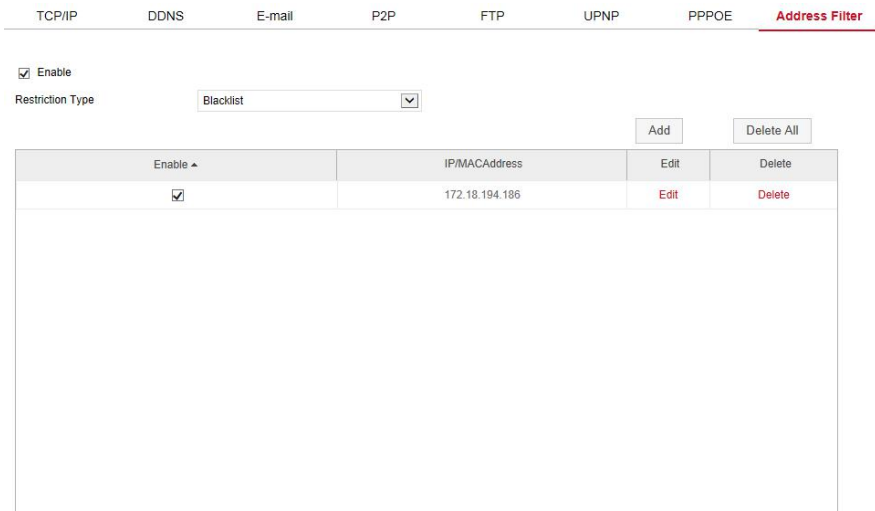 TCP/IP DDNS E-mail P2P FTP UPNP PPPOE Address Filter
Enable
Restriction Type Blacklist
Add Delete All
Enable IP/MACAddress Edit Delete
172.18.194.186 Edit Delete